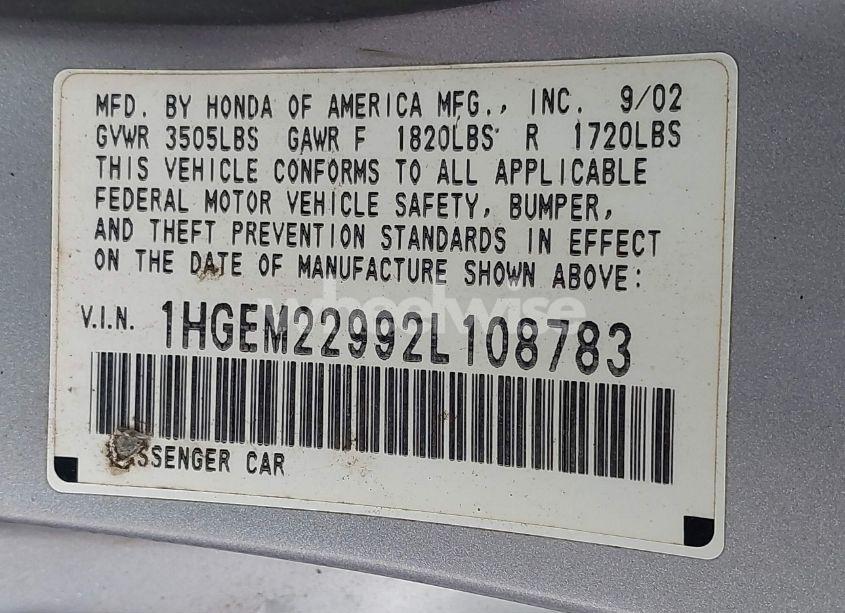 MFD. BY HONDA OF AMERICA MFG., INC. 9/02
GVWR 3505LBS GAWR F 1820LBS R 1720LBS
THIS VEHICLE CONFORMS TO ALL APPLICABLE
FEDERAL MOTOR VEHICLE SAFETY, BUMPER,
AND THEFT PREVENTION STANDARDS IN EFFECT
ON THE DATE OF MANUFACTURE SHOWN ABOVE:
wheelwise
V.I.N. 1HGEM22992L108783
CAR